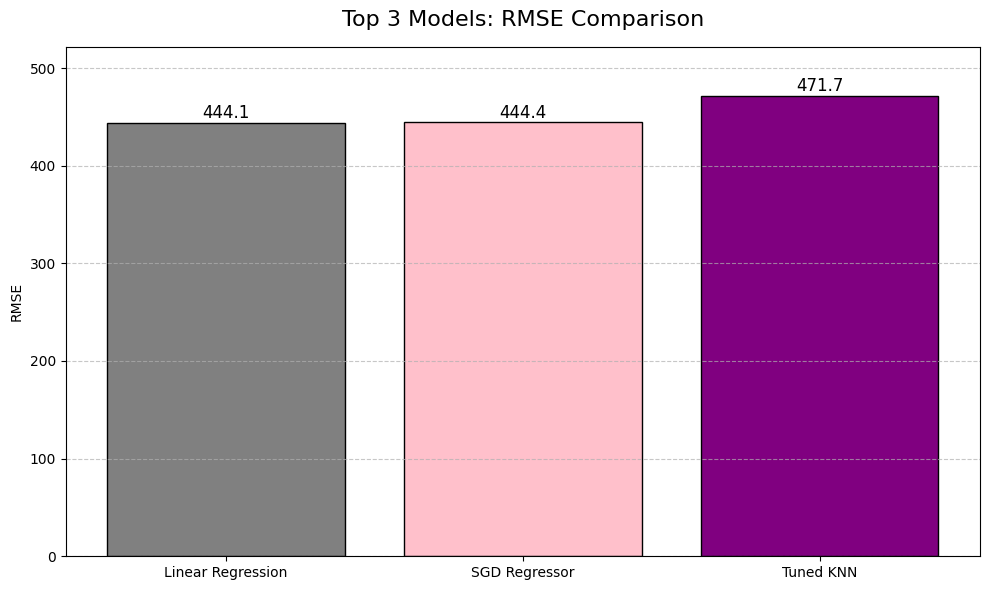 Top 3 Models: RMSE Comparison
500
400
300
200
100
0
RMSE
444.1
444.4
471.7
Linear Regression
SGD Regressor
Tuned KNN